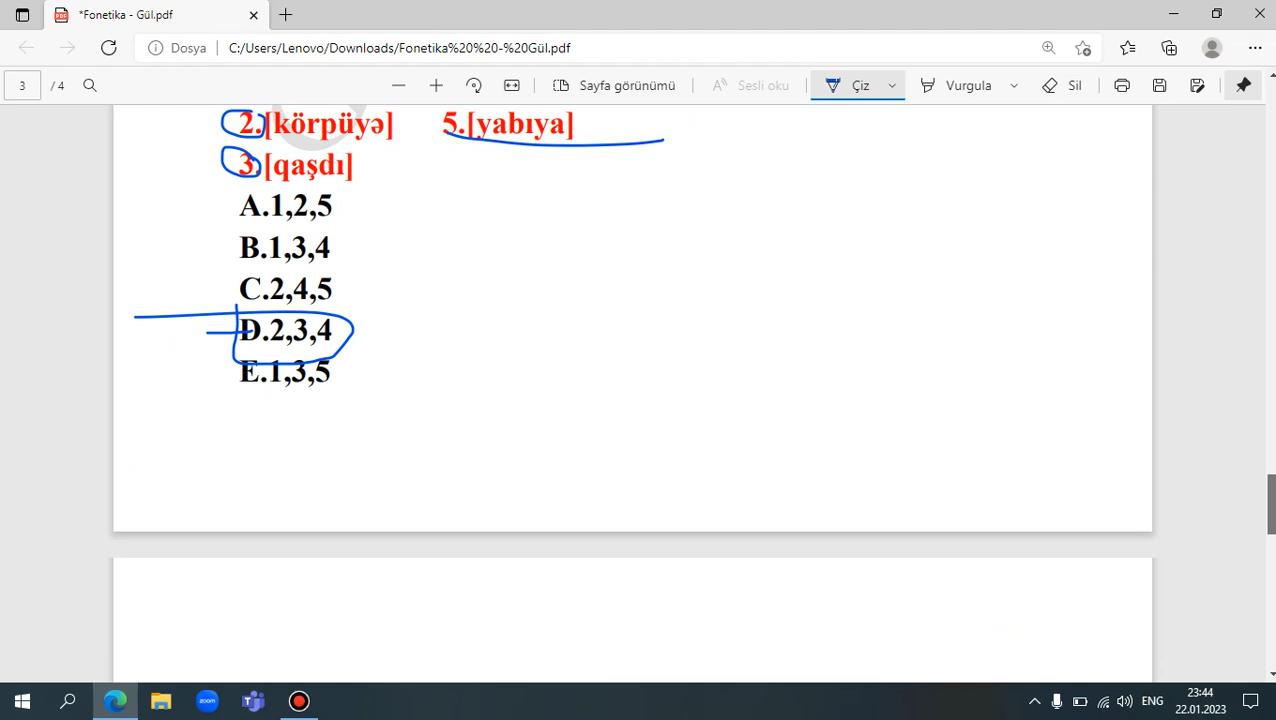 *Fonetika - Gül.pdf
Dosya C:/Users/Lenovo/Downloads/Fonetika%20%20-%20Gül.pdf
3 / 4 Sayfa görünümü Sesli oku Çiz Vurgula Sil
2.[körpüyə] 5.[yabıya]
3.[qaşdı]
A.1,2,5
B.1,3,4
C.2,4,5
D.2,3,4
E.1,3,5
zoom ENG 23:44
22.01.2023